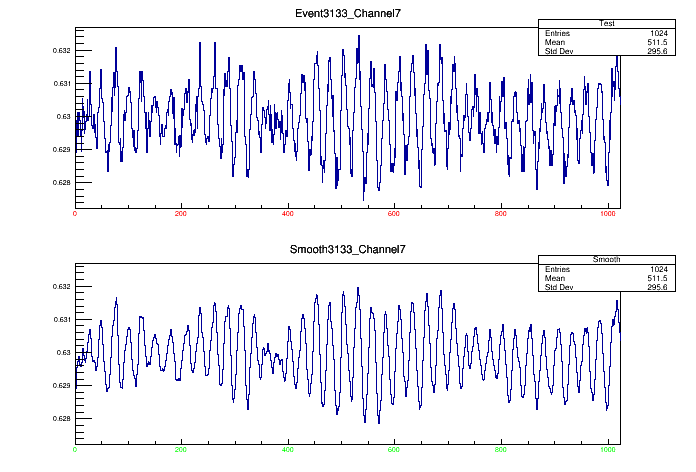 Event3133_Channel7
Test
Entries 1024
Mean 511.5
Std Dev 295.6
0.632
0.631
0.63
0.629
0.628
0 200 400 600 800 1000
Smooth3133_Channel7
Smooth
Entries 1024
Mean 511.5
Std Dev 295.6
0.632
0.631
0.63
0.629
0.628
0 200 400 600 800 1000